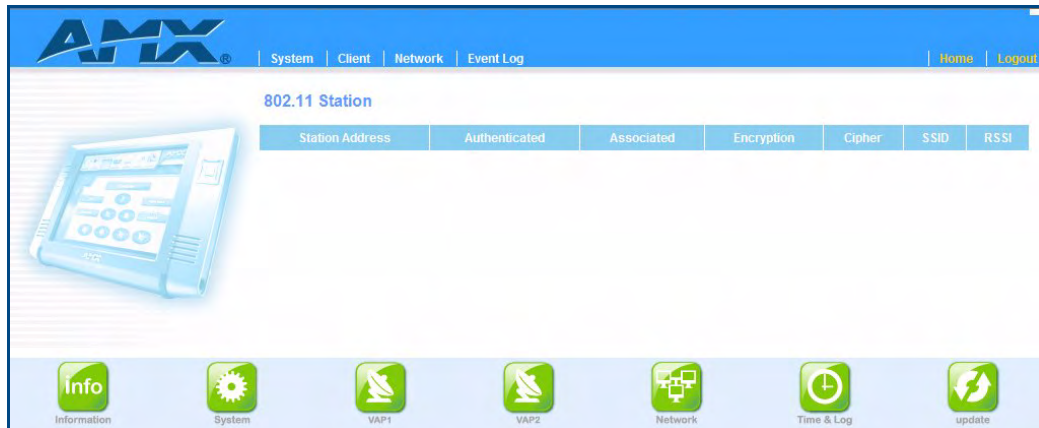 AMX®
System | Client | Network | Event Log
| Home | Logout
802.11 Station
Station Address Authenticated Associated Encryption Cipher SSID RSSI
AMX
info
Information System VAP1 VAP2 Network Time & Log update